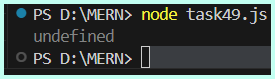 PS D:\MERN> node task49.js
undefined
PS D:\MERN>